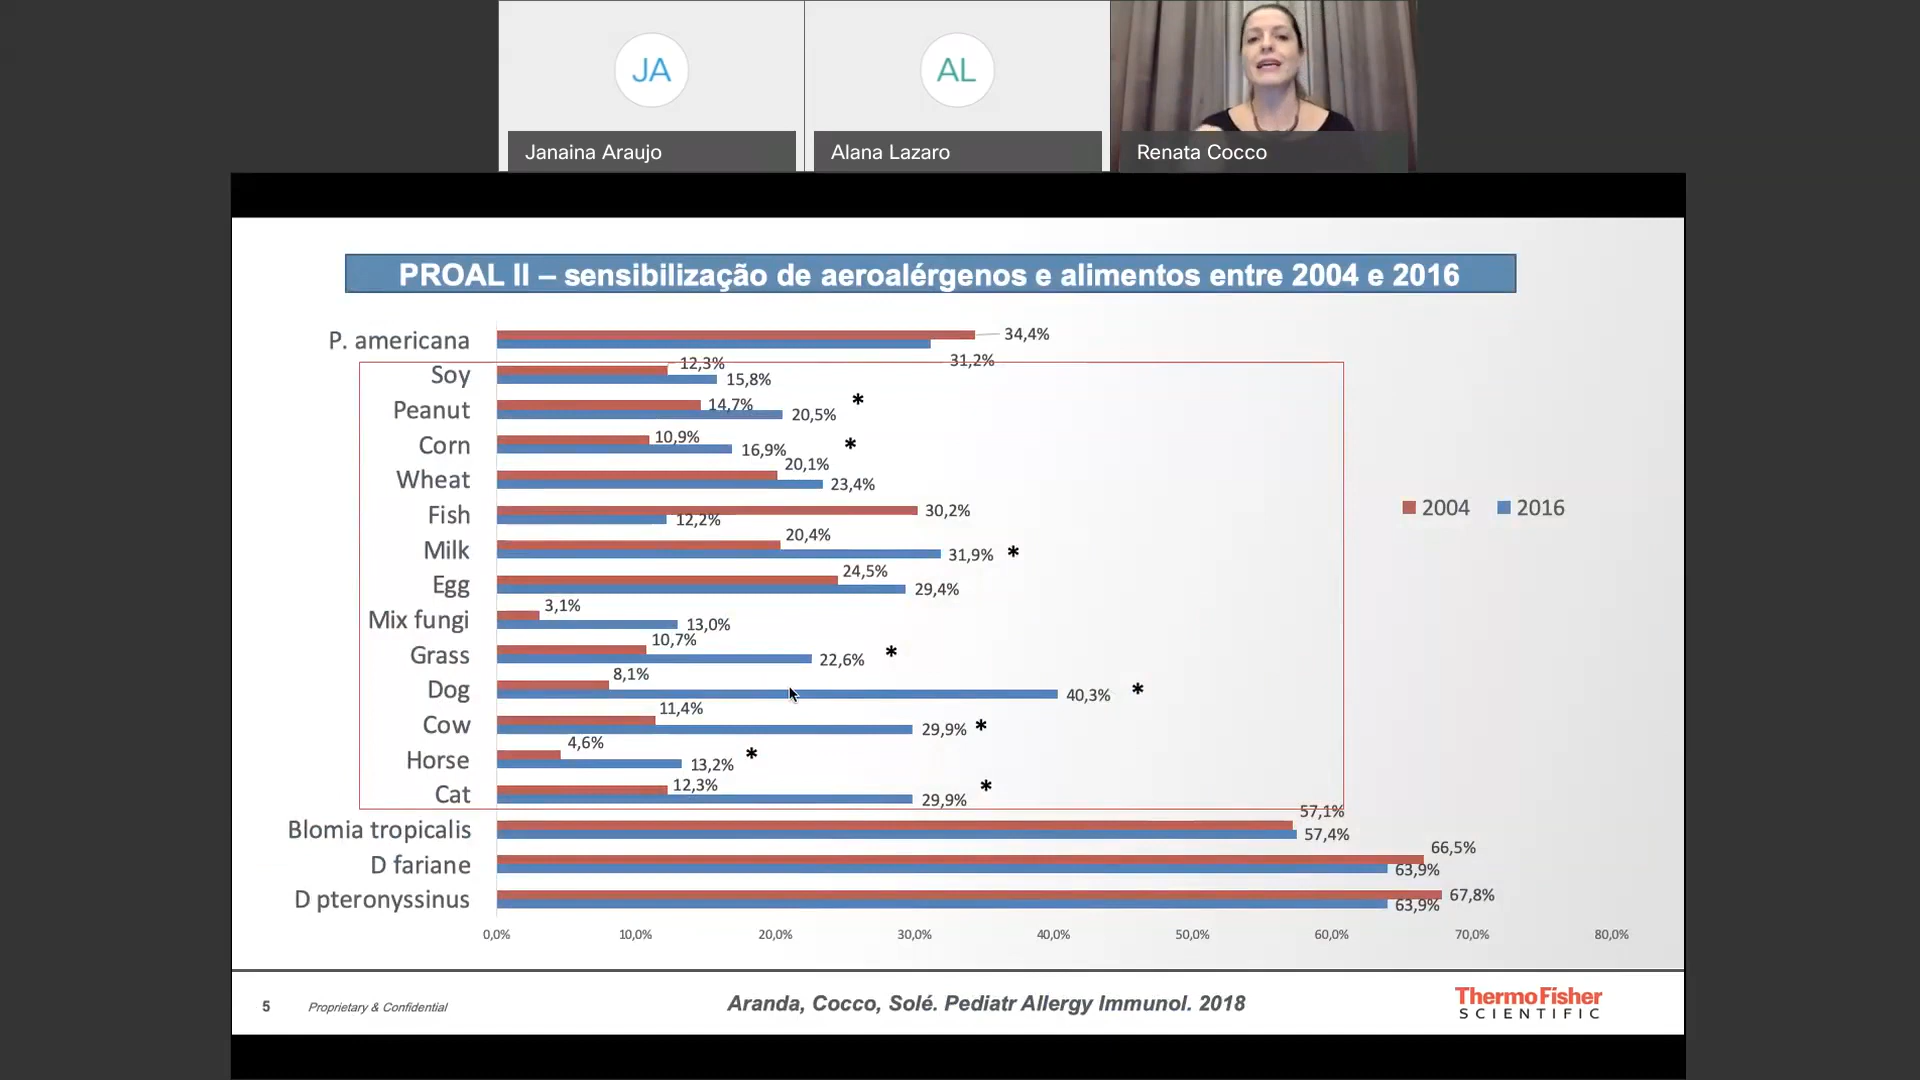 JA
AL
Janaina Araujo
Alana Lazaro
Renata Cocco
PROAL II – sensibilização de aeroalérgenos e alimentos entre 2004 e 2016
P. americana
34,4%
31,2%
Soy
12,3%
15,8%
Peanut
14,7%
20,5%
*
Corn
10,9%
16,9%
*
Wheat
20,1%
23,4%
Fish
30,2%
12,2%
2004
2016
Milk
20,4%
31,9%
*
Egg
24,5%
29,4%
Mix fungi
3,1%
13,0%
Grass
10,7%
22,6%
*
Dog
8,1%
40,3%
*
Cow
11,4%
29,9%
*
Horse
4,6%
13,2%
*
Cat
12,3%
29,9%
*
Blomia tropicalis
57,1%
57,4%
D fariane
66,5%
63,9%
D pteronyssinus
67,8%
63,9%
0,0% 10,0% 20,0% 30,0% 40,0% 50,0% 60,0% 70,0% 80,0%
5
Proprietary & Confidential
Aranda, Cocco, Solé. Pediatr Allergy Immunol. 2018
ThermoFisher
SCIENTIFIC